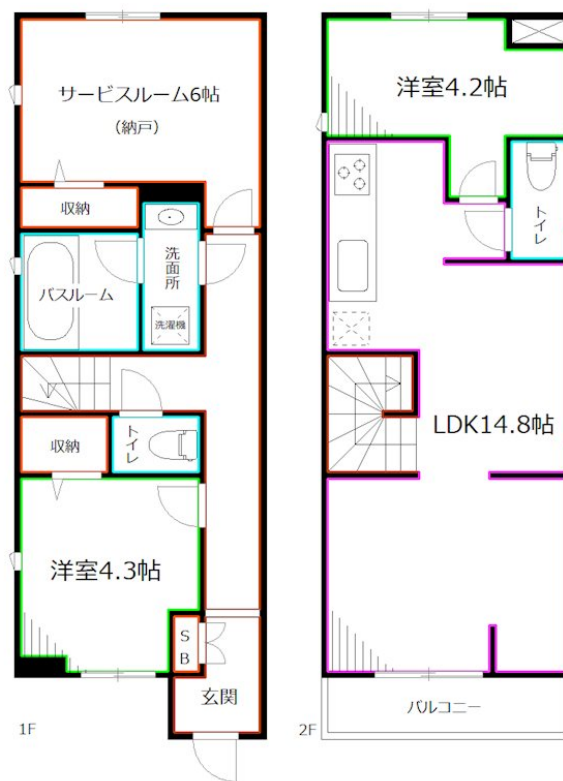 サービスルーム6帖
(納戸)
収納
洗面所
バスルーム
洗濯機
収納
トイレ
洋室4.3帖
SB
玄関
1F
洋室4.2帖
トイレ
LDK14.8帖
バルコニー
2F